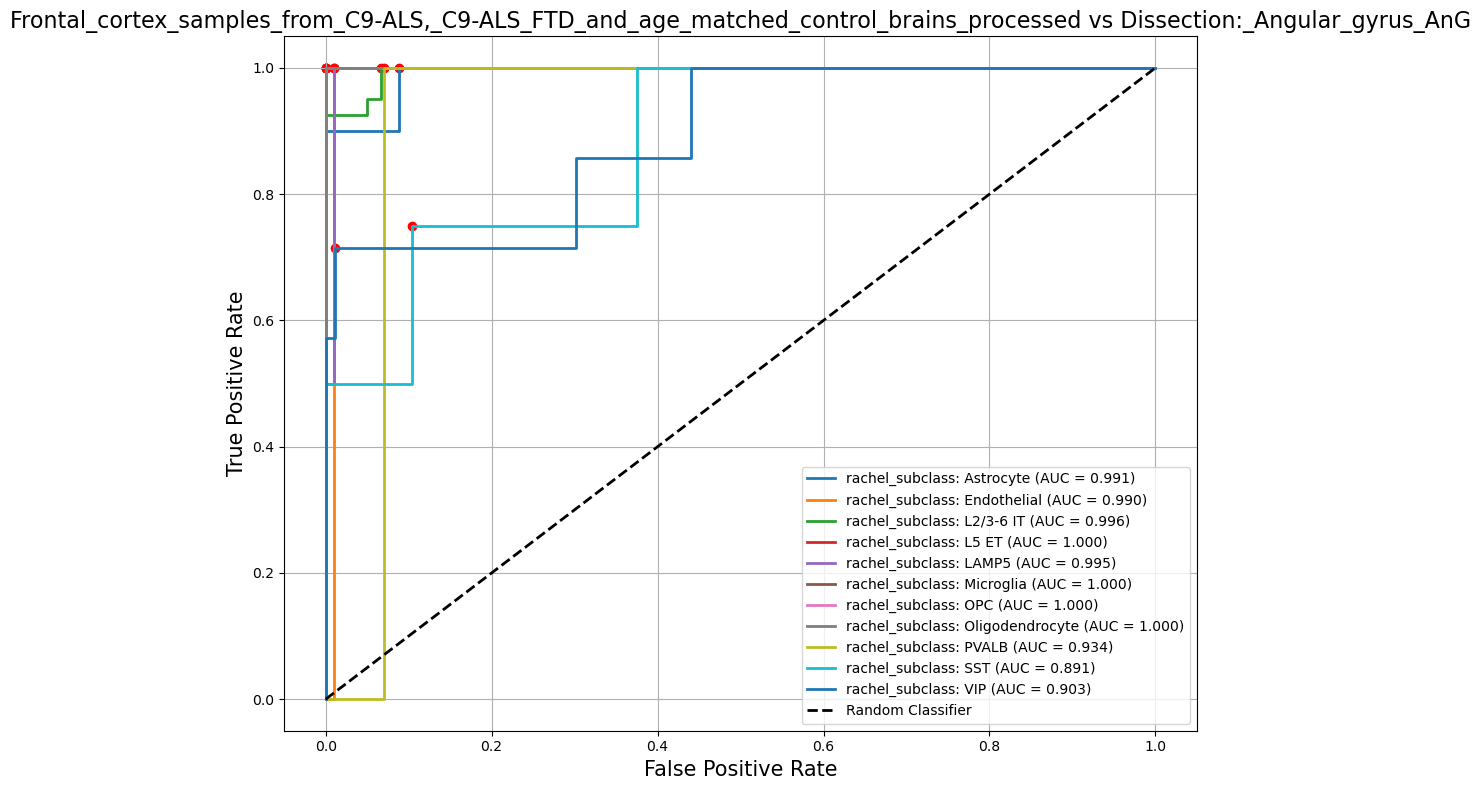 Frontal_cortex_samples_from_C9-ALS,_C9-ALS_FTD_and_age_matched_control_brains_processed vs Dissection:_Angular_gyrus_AnG
1.0
0.8
0.6
0.4
0.2
0.0
True Positive Rate
rachel_subclass: Astrocyte (AUC = 0.991)
rachel_subclass: Endothelial (AUC = 0.990)
rachel_subclass: L2/3-6 IT (AUC = 0.996)
rachel_subclass: L5 ET (AUC = 1.000)
rachel_subclass: LAMP5 (AUC = 0.995)
rachel_subclass: Microglia (AUC = 1.000)
rachel_subclass: OPC (AUC = 1.000)
rachel_subclass: Oligodendrocyte (AUC = 1.000)
rachel_subclass: PVALB (AUC = 0.934)
rachel_subclass: SST (AUC = 0.891)
rachel_subclass: VIP (AUC = 0.903)
Random Classifier
0.0 0.2 0.4 0.6 0.8 1.0
False Positive Rate